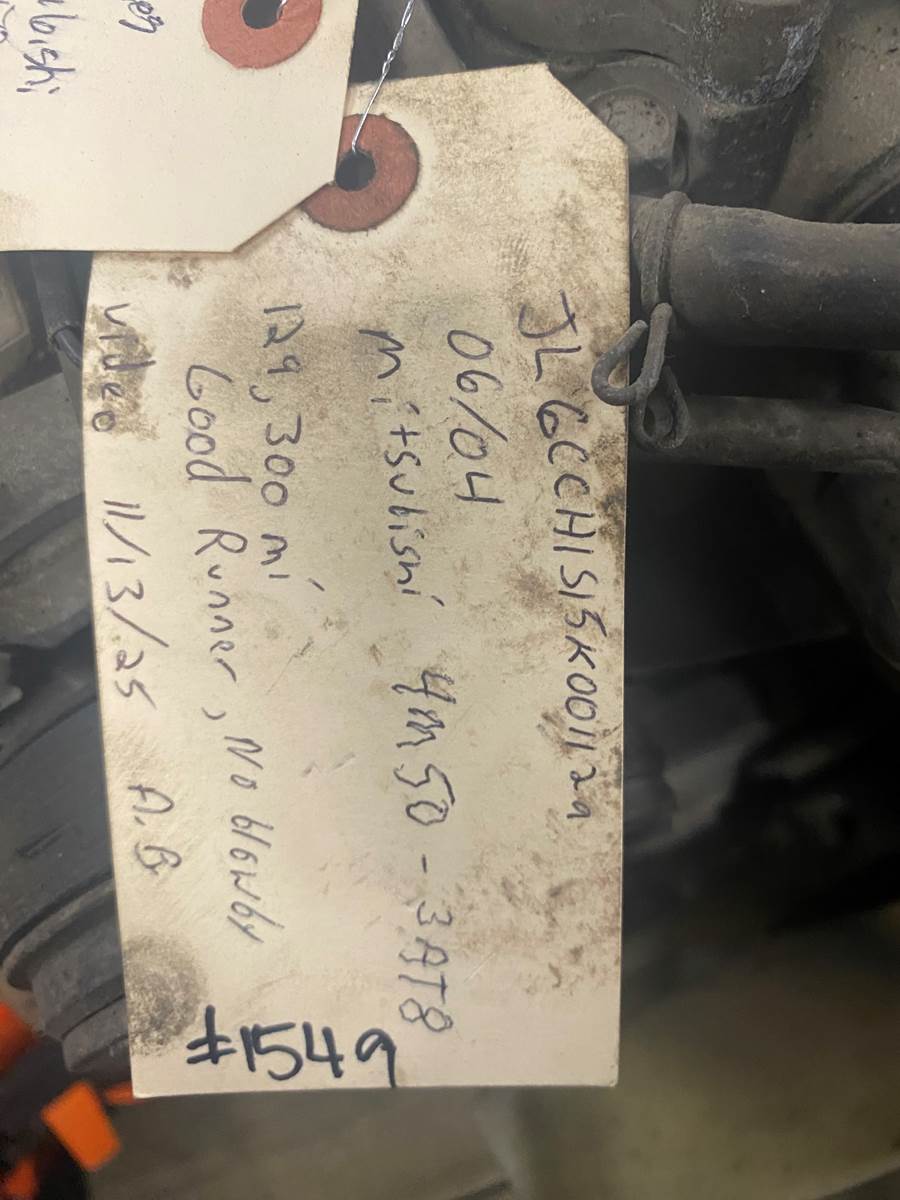 JL6CCH1S15K001129
06/04
Mitsubishi 4M50-3AT8
129,300 mi
Good Runner, No blowby
video 11/13/25 A.B
#1549